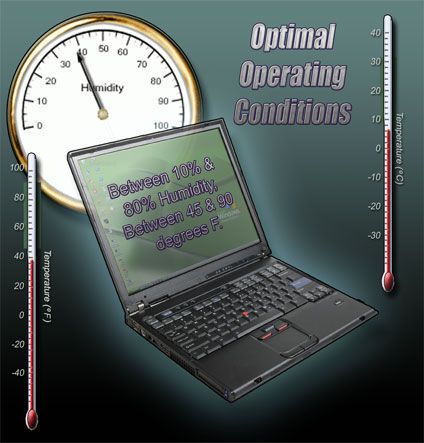 Optimal
Operating
Conditions
30 40 50 60 70
20 80
10 90
0 100
Humidity
40
30
20
10
0
-10
-20
-30
Temperature (°C)
Between 10% &
80% Humidity,
Between 45 & 90
degrees F.
Windows
100
80
60
40
20
0
-20
-40
Temperature (°F)